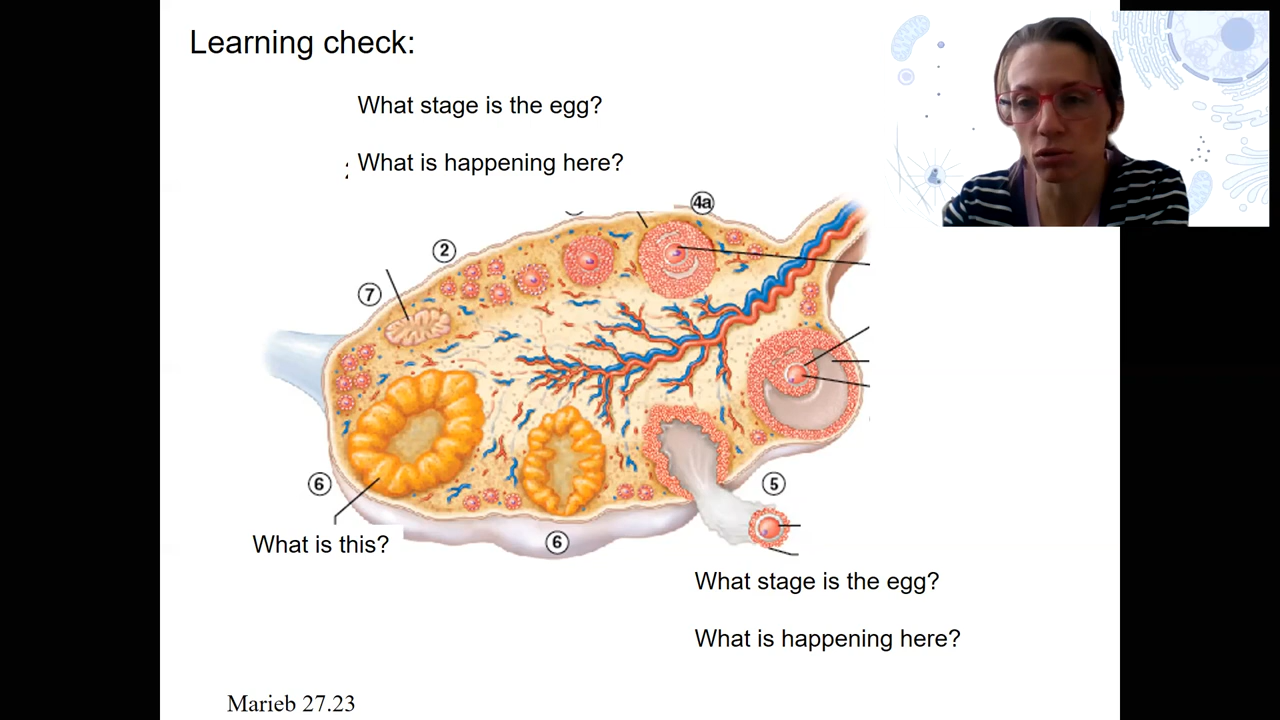 Learning check:
What stage is the egg?
What is happening here?
4a
2
7
6
5
What is this?
6
What stage is the egg?
What is happening here?
Marieb 27.23